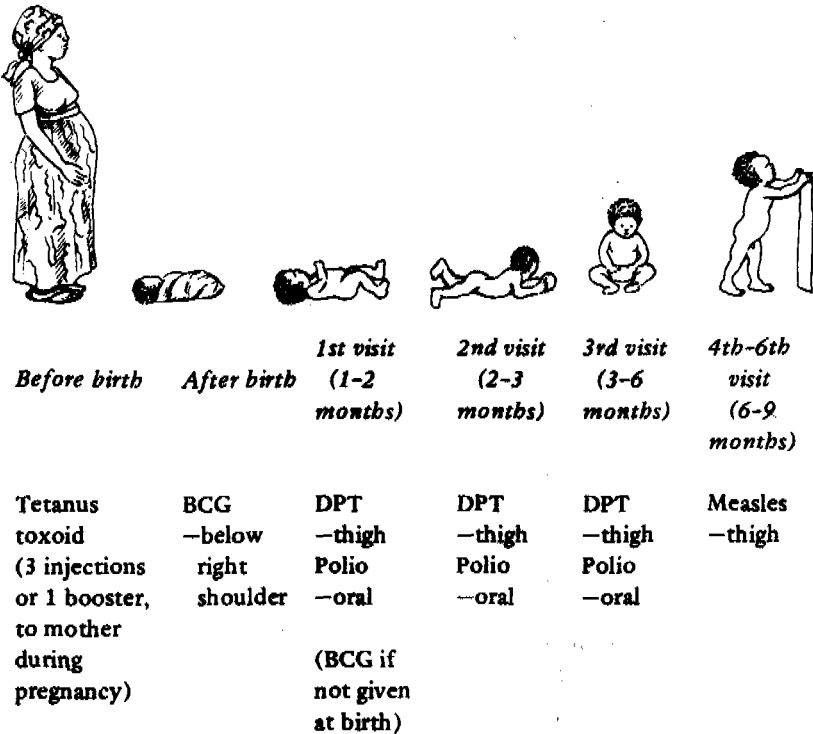 Before birth
After birth
1st visit
(1-2
months)
2nd visit
(2-3
months)
3rd visit
(3-6
months)
4th-6th
visit
(6-9
months)
Tetanus
toxoid
(3 injections
or 1 booster,
to mother
during
pregnancy)
BCG
—below
right
shoulder
DPT
—thigh
Polio
—oral
(BCG if
not given
at birth)
DPT
—thigh
Polio
—oral
DPT
—thigh
Polio
—oral
Measles
—thigh